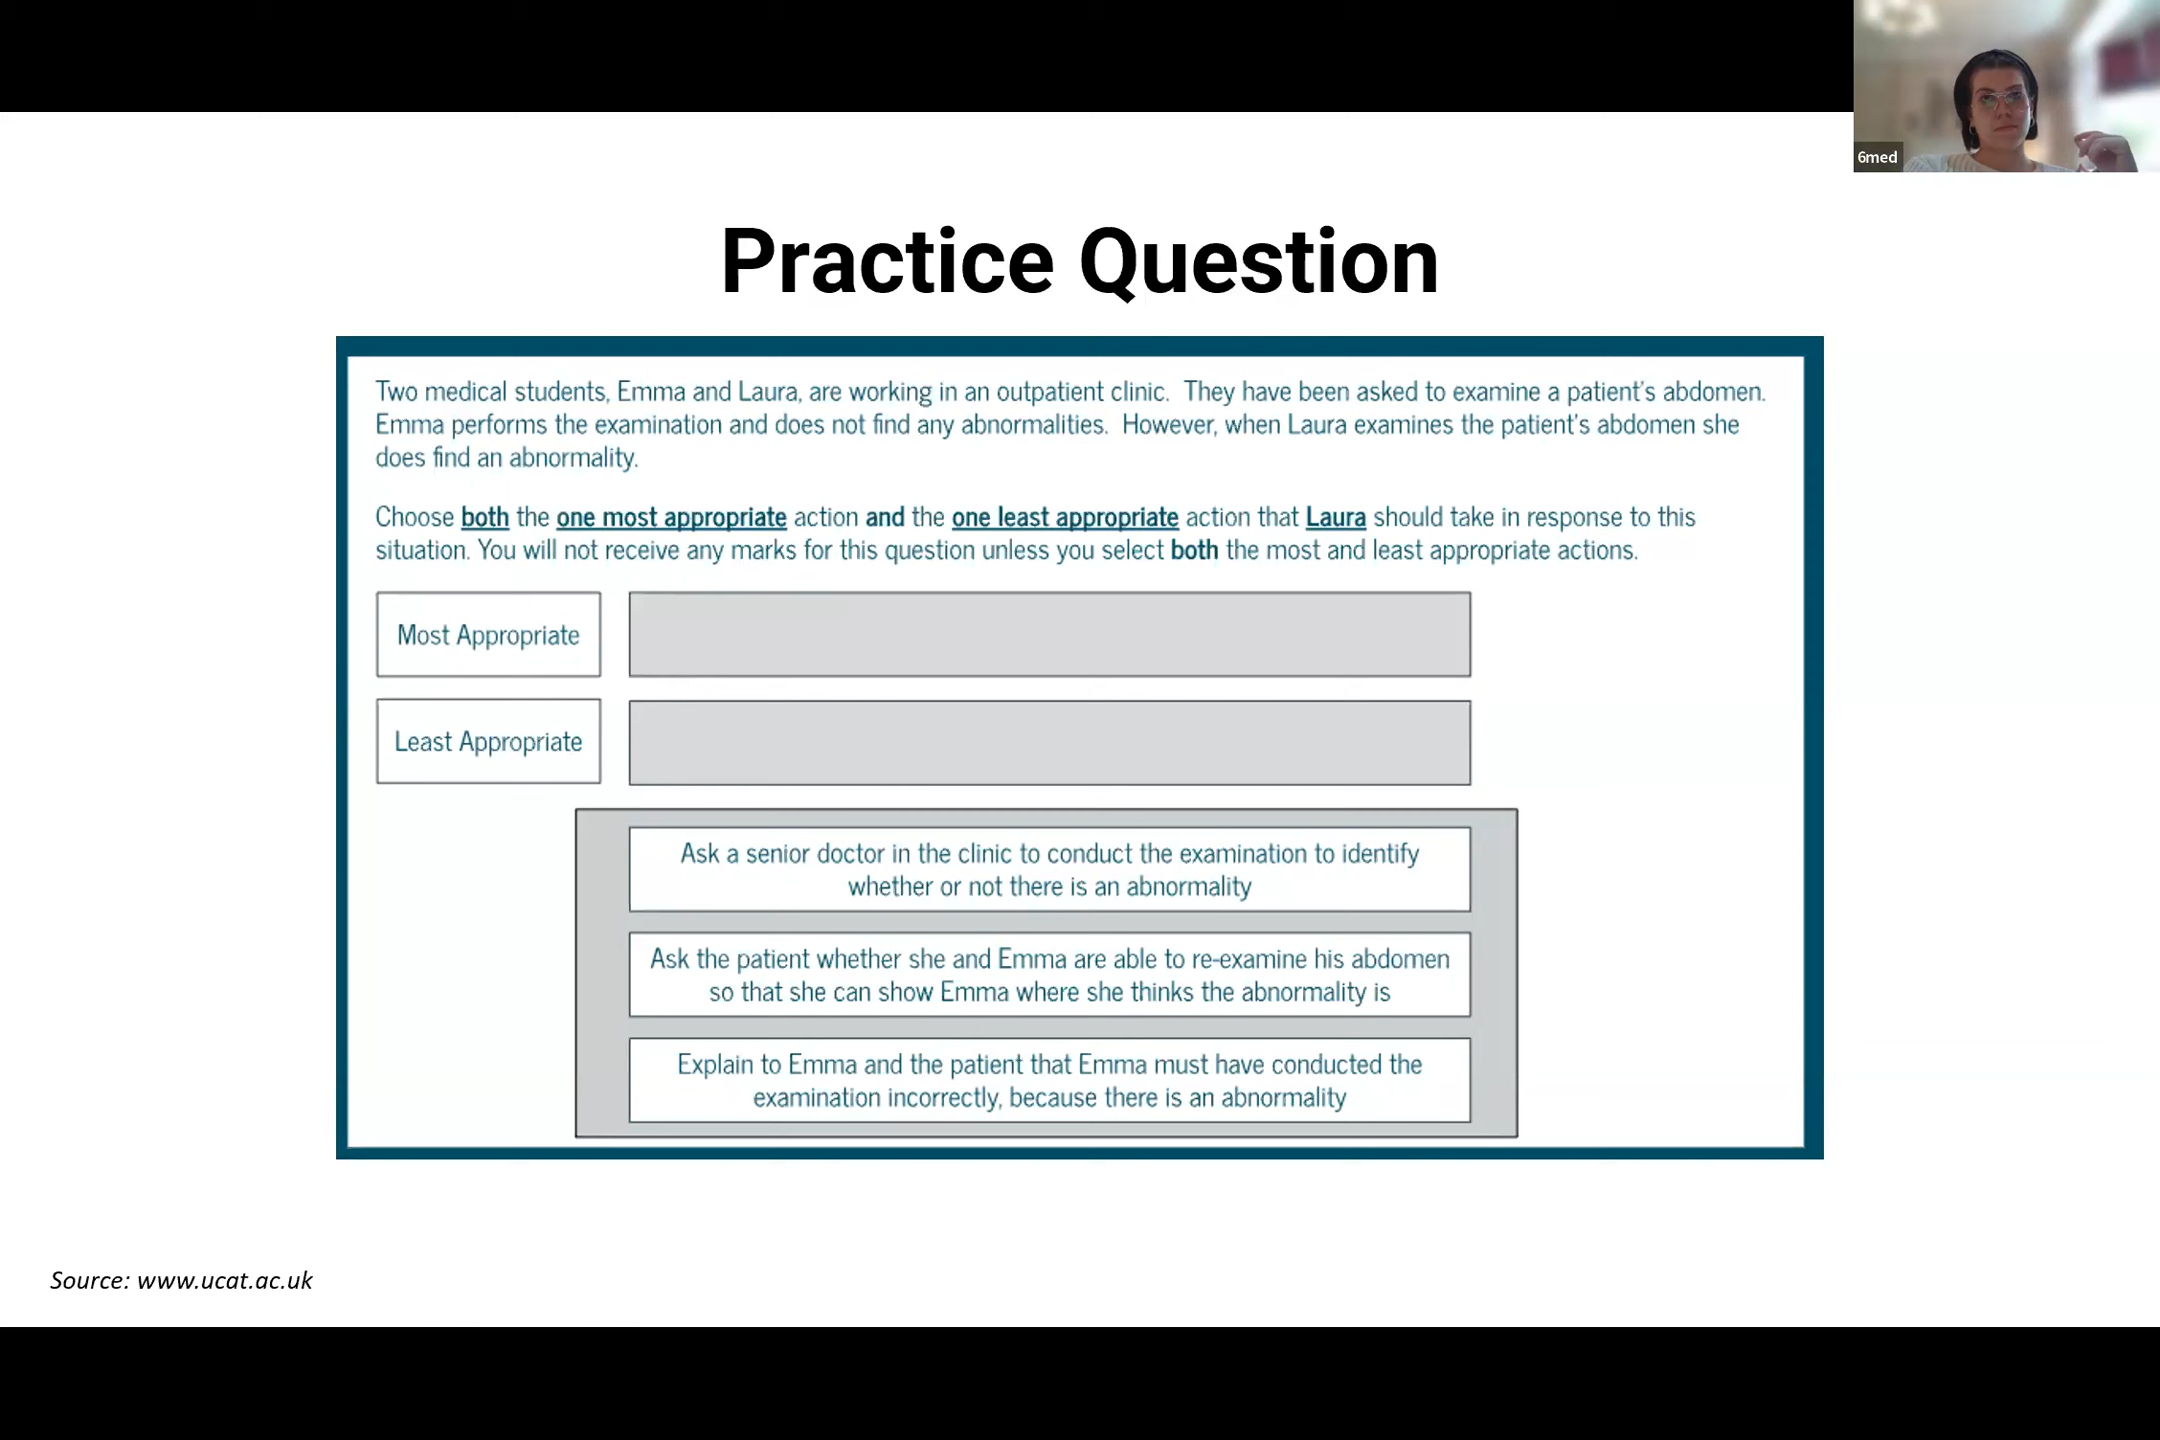 6med
Practice Question
Two medical students, Emma and Laura, are working in an outpatient clinic.  They have been asked to examine a patient's abdomen.
Emma performs the examination and does not find any abnormalities.  However, when Laura examines the patient's abdomen she
does find an abnormality.
Choose both the one most appropriate action and the one least appropriate action that Laura should take in response to this
situation. You will not receive any marks for this question unless you select both the most and least appropriate actions.
Most Appropriate
Least Appropriate
Ask a senior doctor in the clinic to conduct the examination to identify
whether or not there is an abnormality
Ask the patient whether she and Emma are able to re-examine his abdomen
so that she can show Emma where she thinks the abnormality is
Explain to Emma and the patient that Emma must have conducted the
examination incorrectly, because there is an abnormality
Source: www.ucat.ac.uk